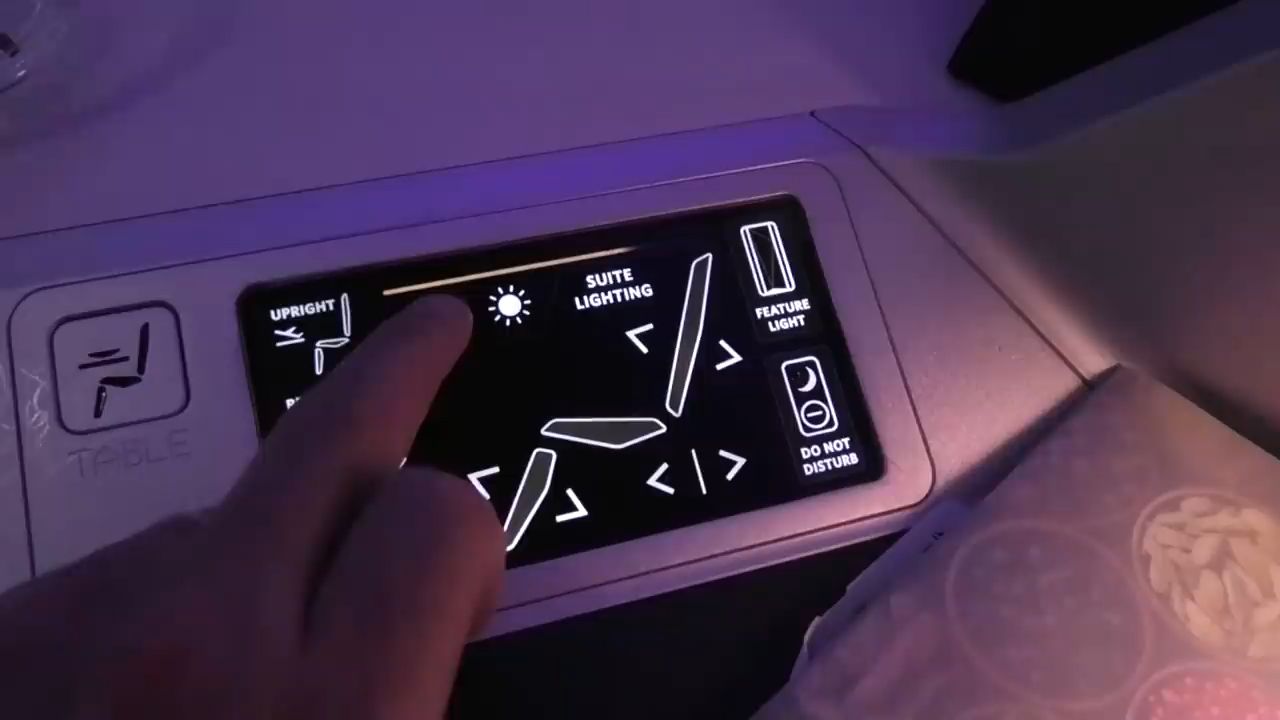 UPRIGHT
SUITE
LIGHTING
FEATURE
LIGHT
DO NOT
DISTURB
TABLE